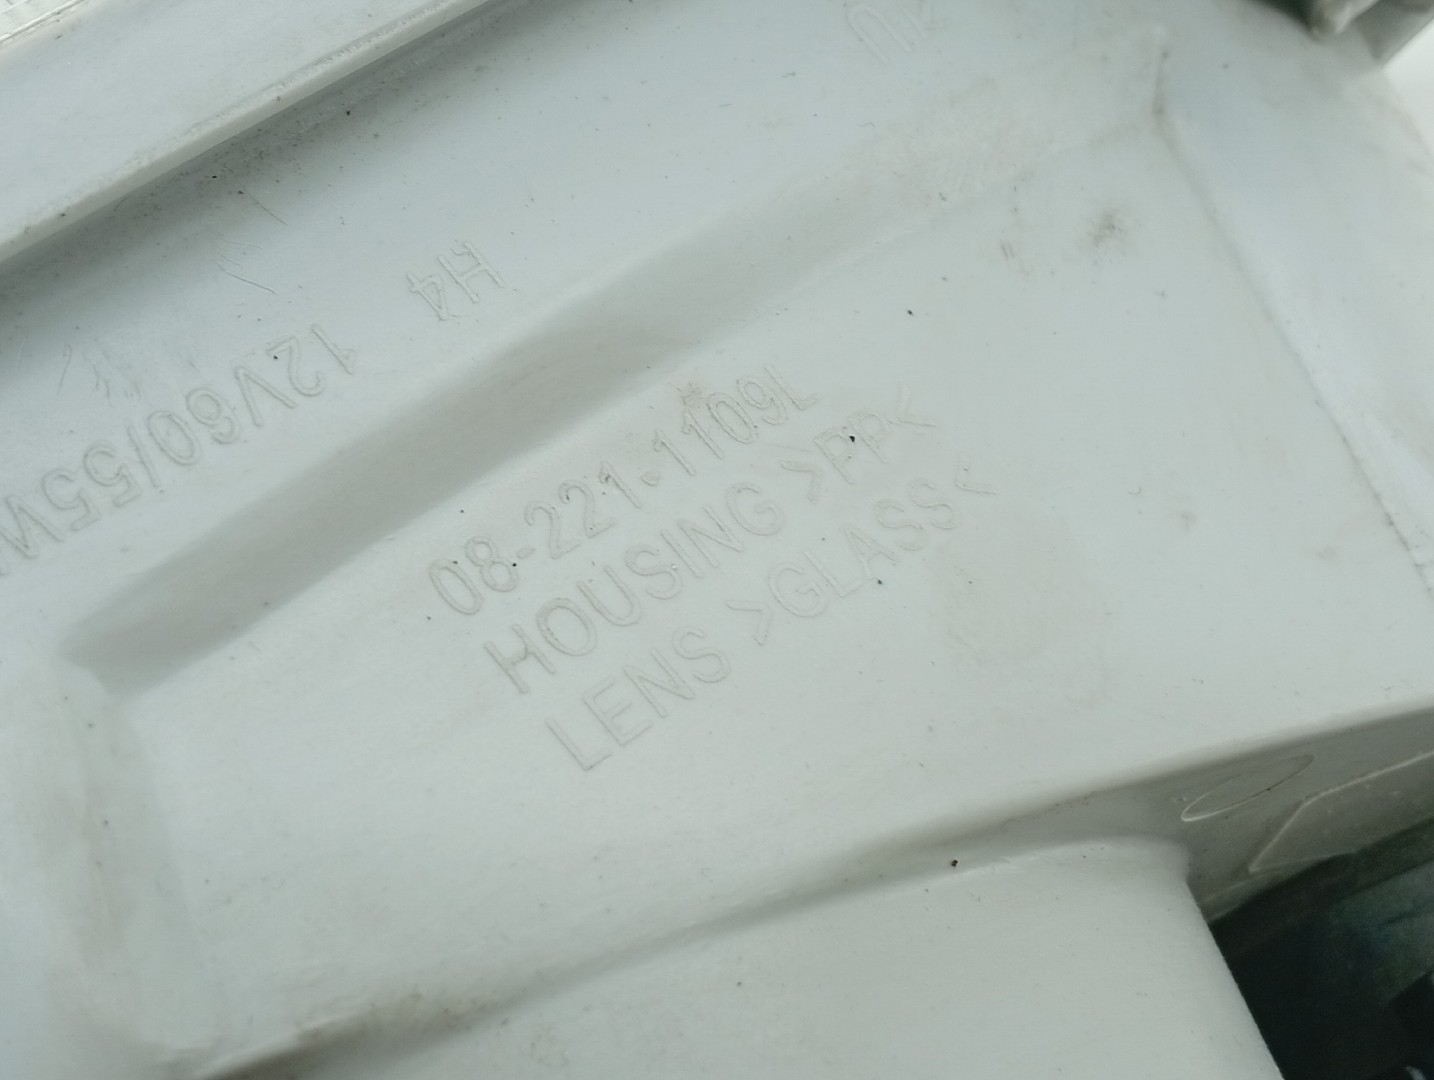 H4
12V60/55W
08-221-1109L
HOUSING >PP<
LENS >GLASS<